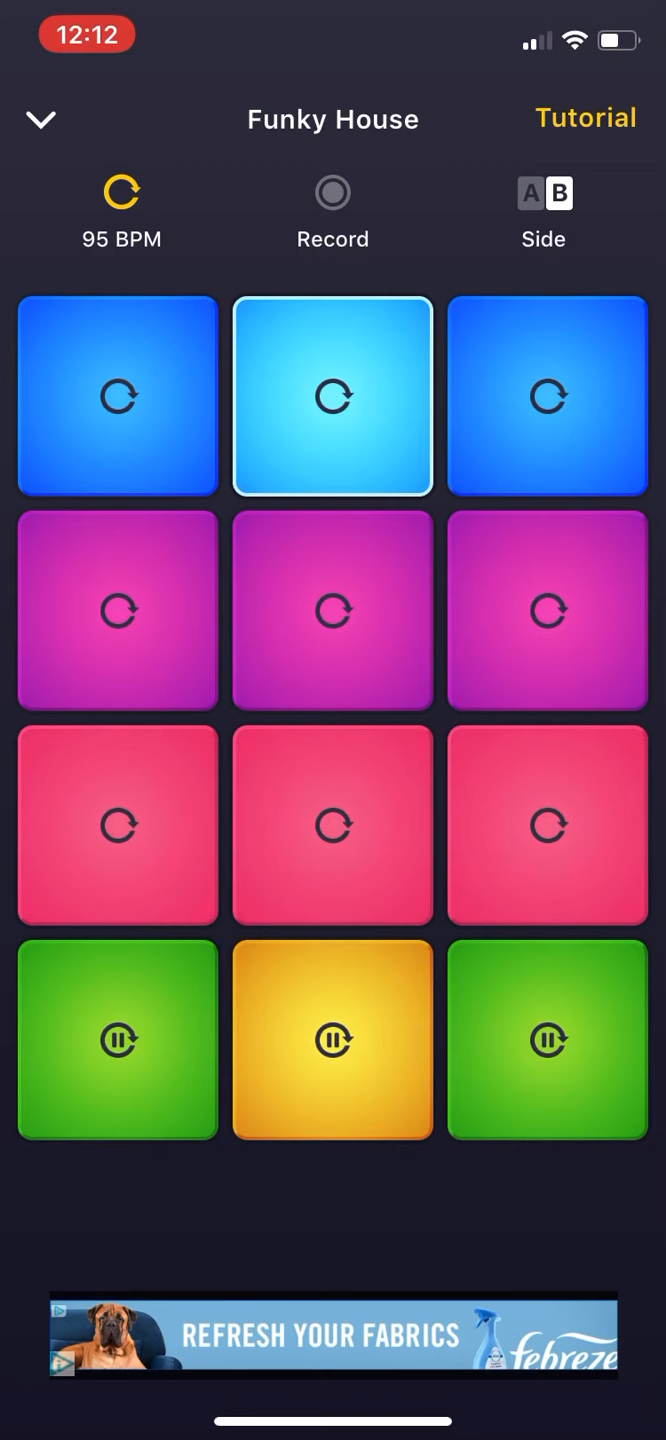 12:12
Funky House
Tutorial
95 BPM
Record
A B
Side
REFRESH YOUR FABRICS
febreze